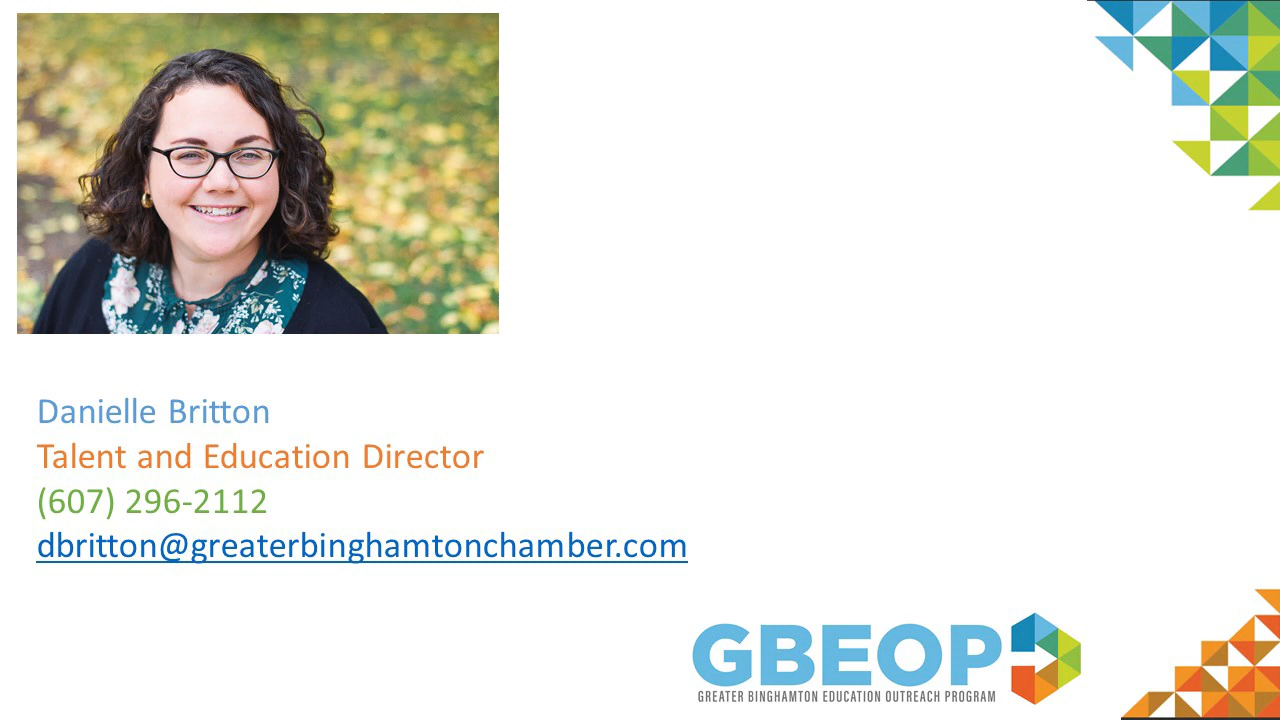 Danielle Britton
Talent and Education Director
(607) 296-2112
dbritton@greaterbinghamtonchamber.com
GBEOP
GREATER BINGHAMTON EDUCATION OUTREACH PROGRAM